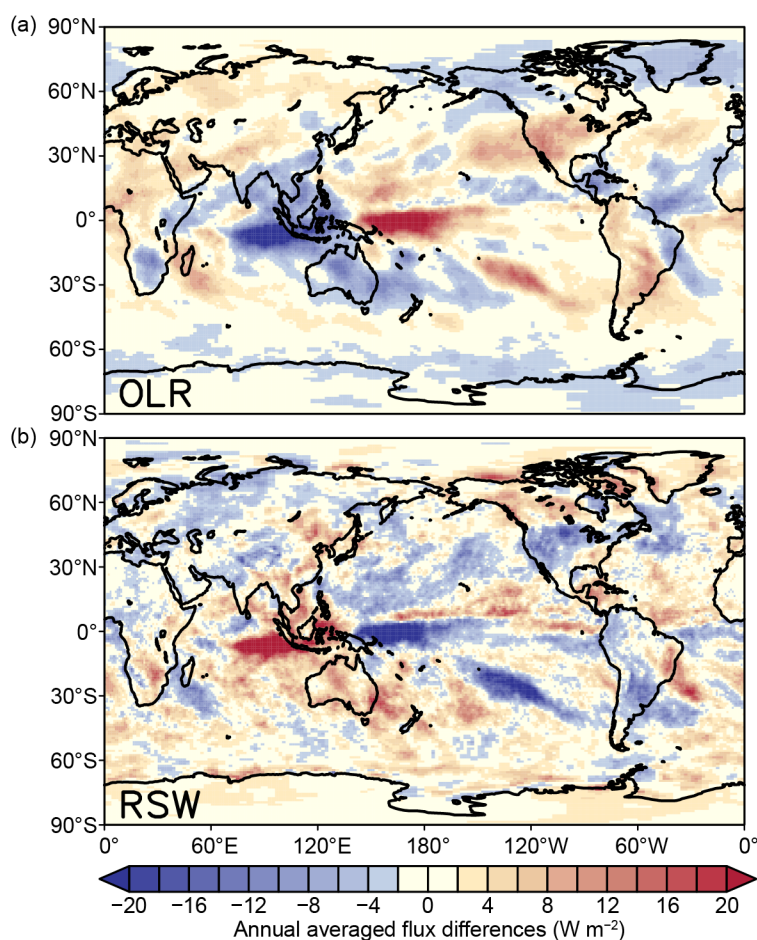 (a)
90°N
60°N
30°N
0°
30°S
60°S
90°S
OLR
(b)
90°N
60°N
30°N
0°
30°S
60°S
90°S
RSW
0° 60°E 120°E 180° 120°W 60°W 0°
−20 −16 −12 −8 −4 0 4 8 12 16 20
Annual averaged flux differences (W m⁻²)